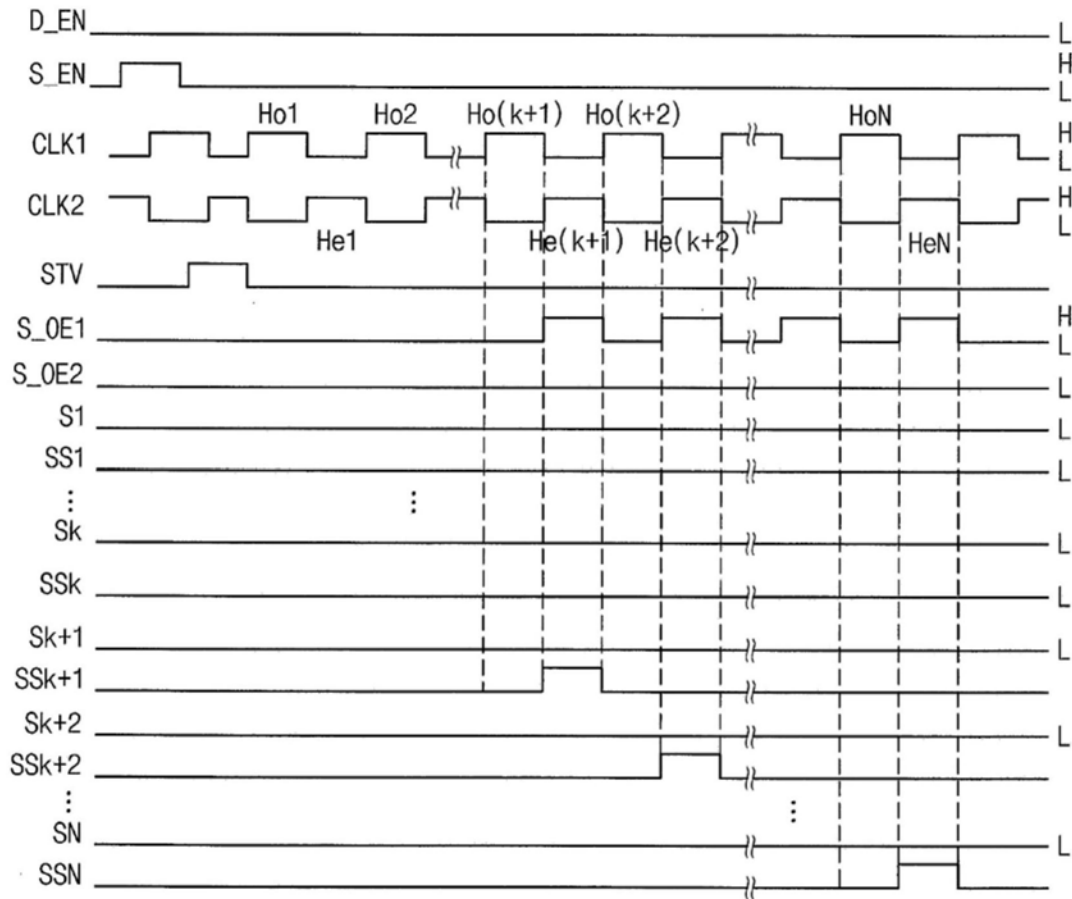 D_EN L
H
S_EN L
Ho1 Ho2 Ho(k+1) Ho(k+2) HoN
CLK1 H
L
CLK2 H
L
He1 He(k+1) He(k+2) HeN
STV
S_OE1 H
L
S_OE2 L
S1 L
SS1 L
⋮ ⋮
Sk L
SSk L
Sk+1 L
SSk+1
Sk+2 L
SSk+2
⋮ ⋮
SN L
SSN